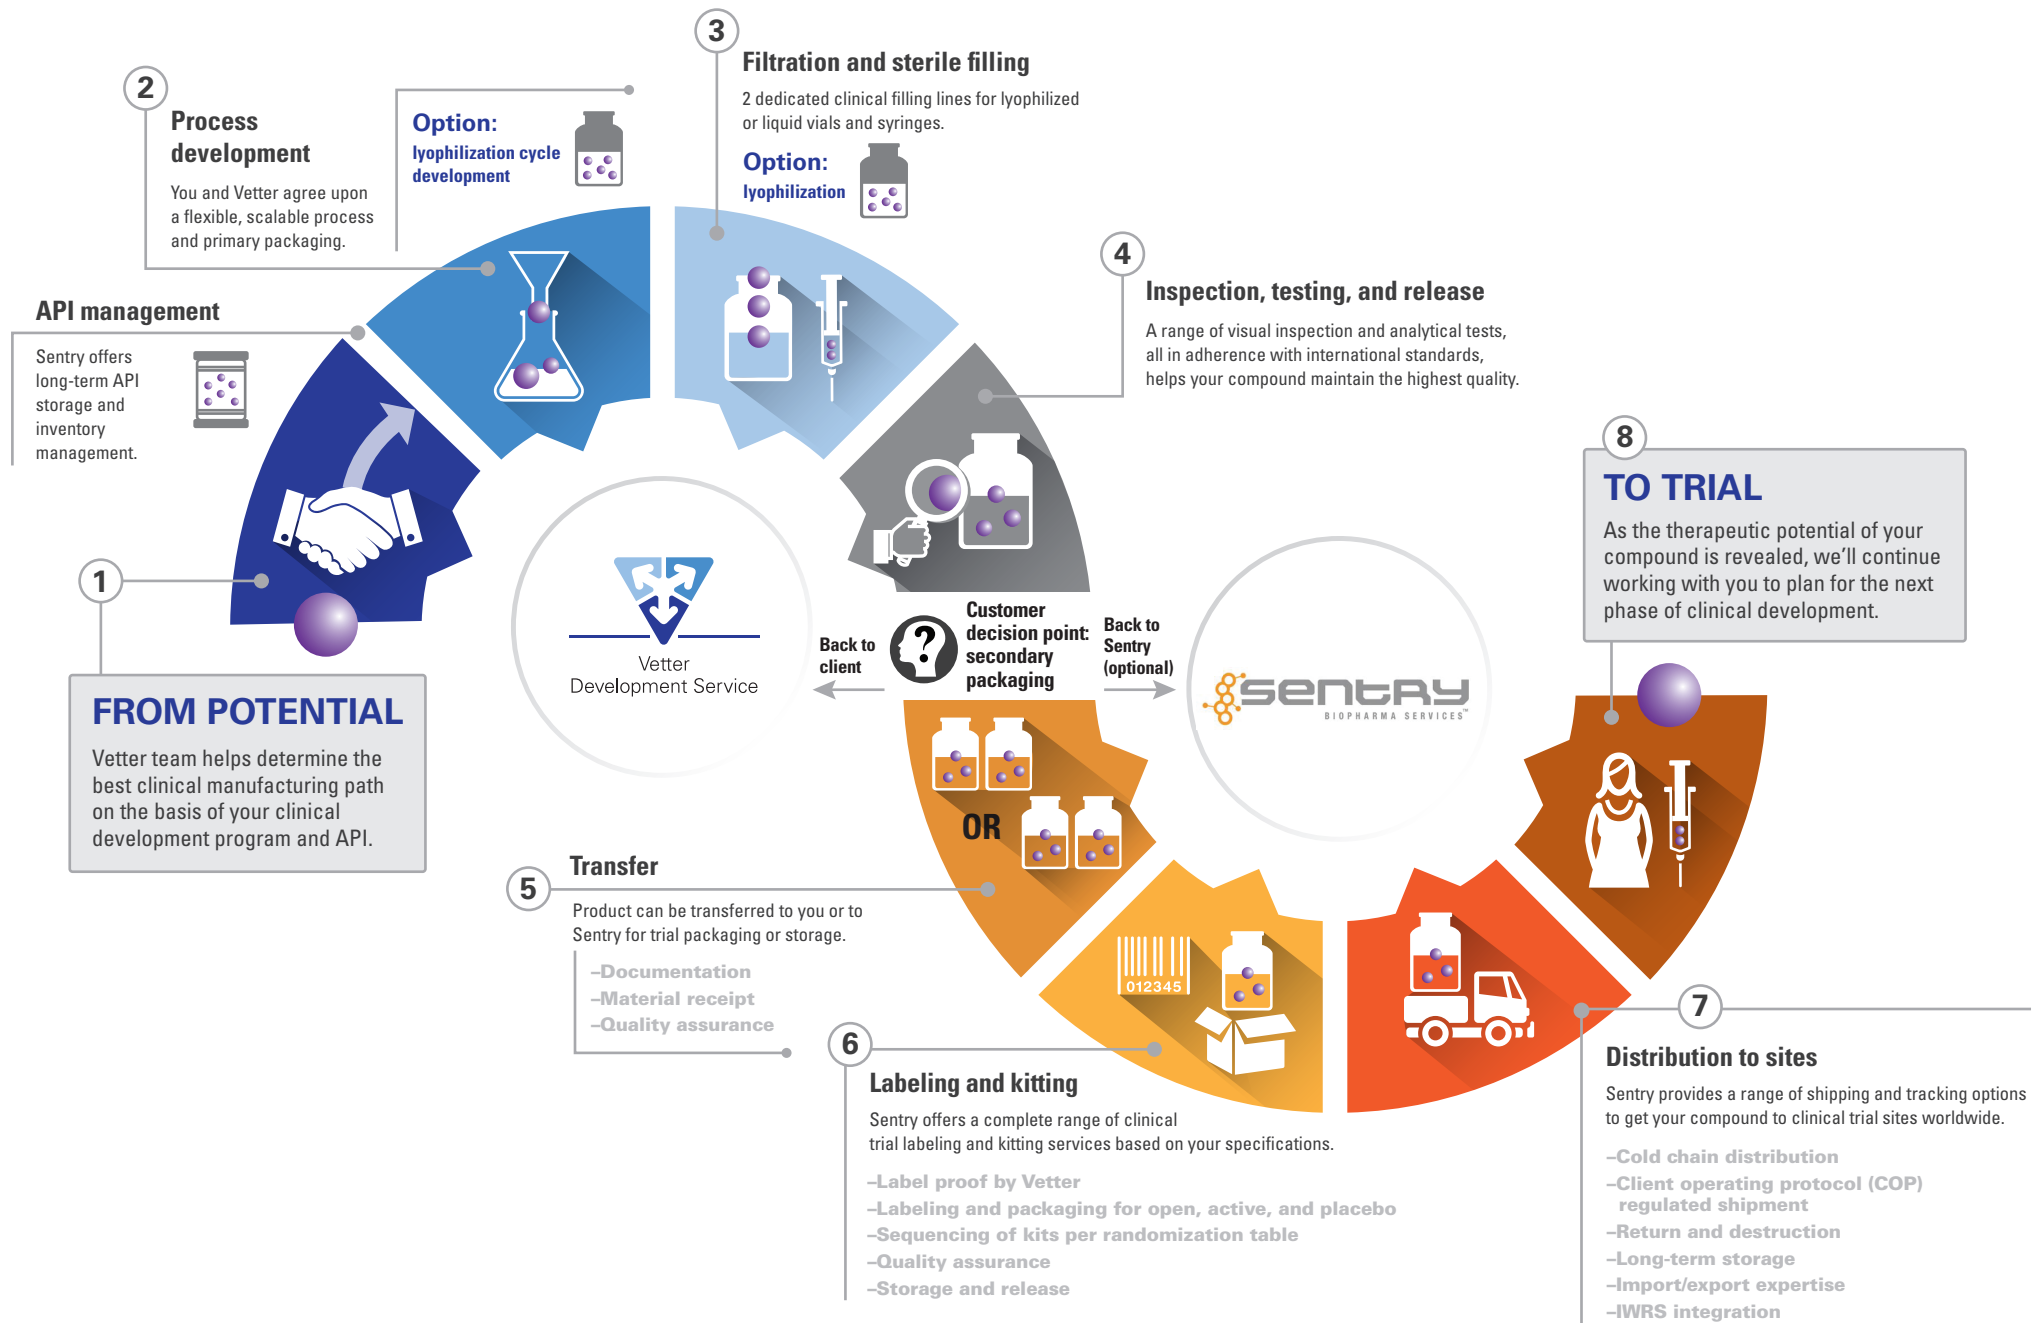 1
FROM POTENTIAL
Vetter team helps determine the
best clinical manufacturing path
on the basis of your clinical
development program and API.
API management
Sentry offers
long-term API
storage and
inventory
management.
2
Process
development
You and Vetter agree upon
a flexible, scalable process
and primary packaging.
Option:
lyophilization cycle
development
3
Filtration and sterile filling
2 dedicated clinical filling lines for lyophilized
or liquid vials and syringes.
Option:
lyophilization
4
Inspection, testing, and release
A range of visual inspection and analytical tests,
all in adherence with international standards,
helps your compound maintain the highest quality.
Vetter
Development Service
Back to
client
?
Customer
decision point:
secondary
packaging
Back to
Sentry
(optional)
SENTRY
BIOPHARMA SERVICES™
OR
5
Transfer
Product can be transferred to you or to
Sentry for trial packaging or storage.
–Documentation
–Material receipt
–Quality assurance
012345
6
Labeling and kitting
Sentry offers a complete range of clinical
trial labeling and kitting services based on your specifications.
–Label proof by Vetter
–Labeling and packaging for open, active, and placebo
–Sequencing of kits per randomization table
–Quality assurance
–Storage and release
7
Distribution to sites
Sentry provides a range of shipping and tracking options
to get your compound to clinical trial sites worldwide.
–Cold chain distribution
–Client operating protocol (COP)
regulated shipment
–Return and destruction
–Long-term storage
–Import/export expertise
–IWRS integration
8
TO TRIAL
As the therapeutic potential of your
compound is revealed, we’ll continue
working with you to plan for the next
phase of clinical development.